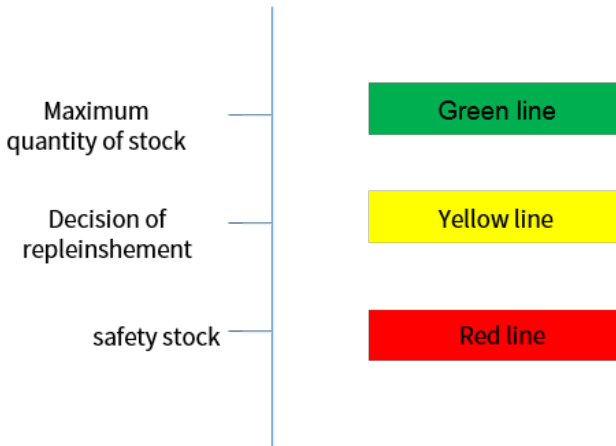 Maximum
quantity of stock
Green line
Decision of
repleinshement
Yellow line
safety stock
Red line